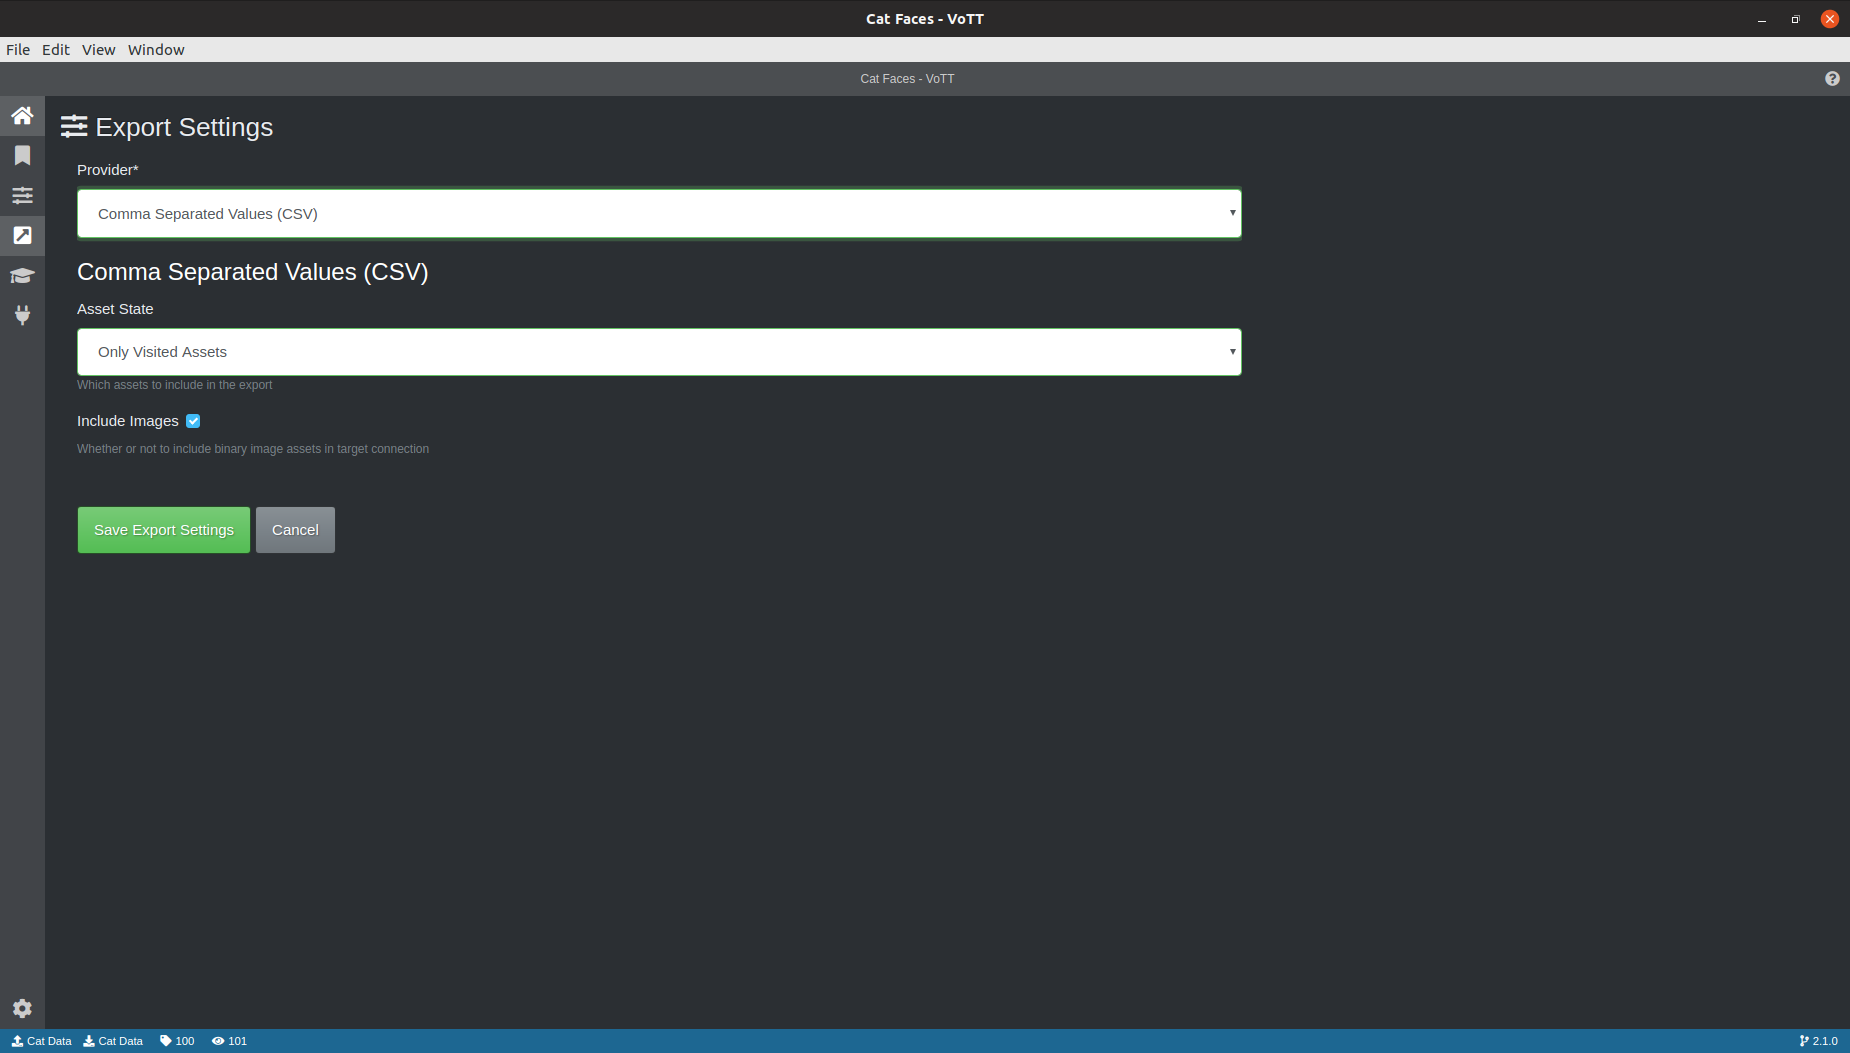 Cat Faces - VoTT
File Edit View Window
Cat Faces - VoTT
Export Settings
Provider*
Comma Separated Values (CSV)
Comma Separated Values (CSV)
Asset State
Only Visited Assets
Which assets to include in the export
Include Images
Whether or not to include binary image assets in target connection
Save Export Settings Cancel
Cat Data Cat Data 100 101 2.1.0